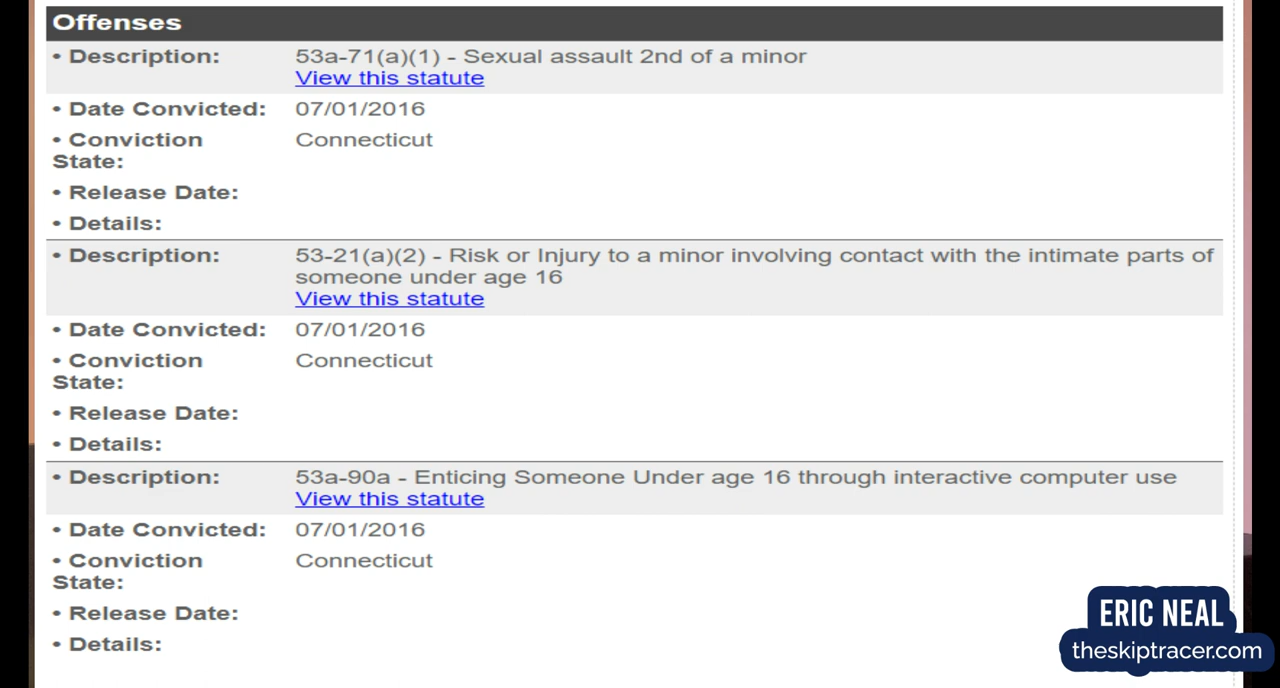 Offenses
• Description: 53a-71(a)(1) - Sexual assault 2nd of a minor
View this statute
• Date Convicted: 07/01/2016
• Conviction State: Connecticut
• Release Date:
• Details:
• Description: 53-21(a)(2) - Risk or Injury to a minor involving contact with the intimate parts of
someone under age 16
View this statute
• Date Convicted: 07/01/2016
• Conviction State: Connecticut
• Release Date:
• Details:
• Description: 53a-90a - Enticing Someone Under age 16 through interactive computer use
View this statute
• Date Convicted: 07/01/2016
• Conviction State: Connecticut
• Release Date:
• Details:
ERIC NEAL
theskiptracer.com